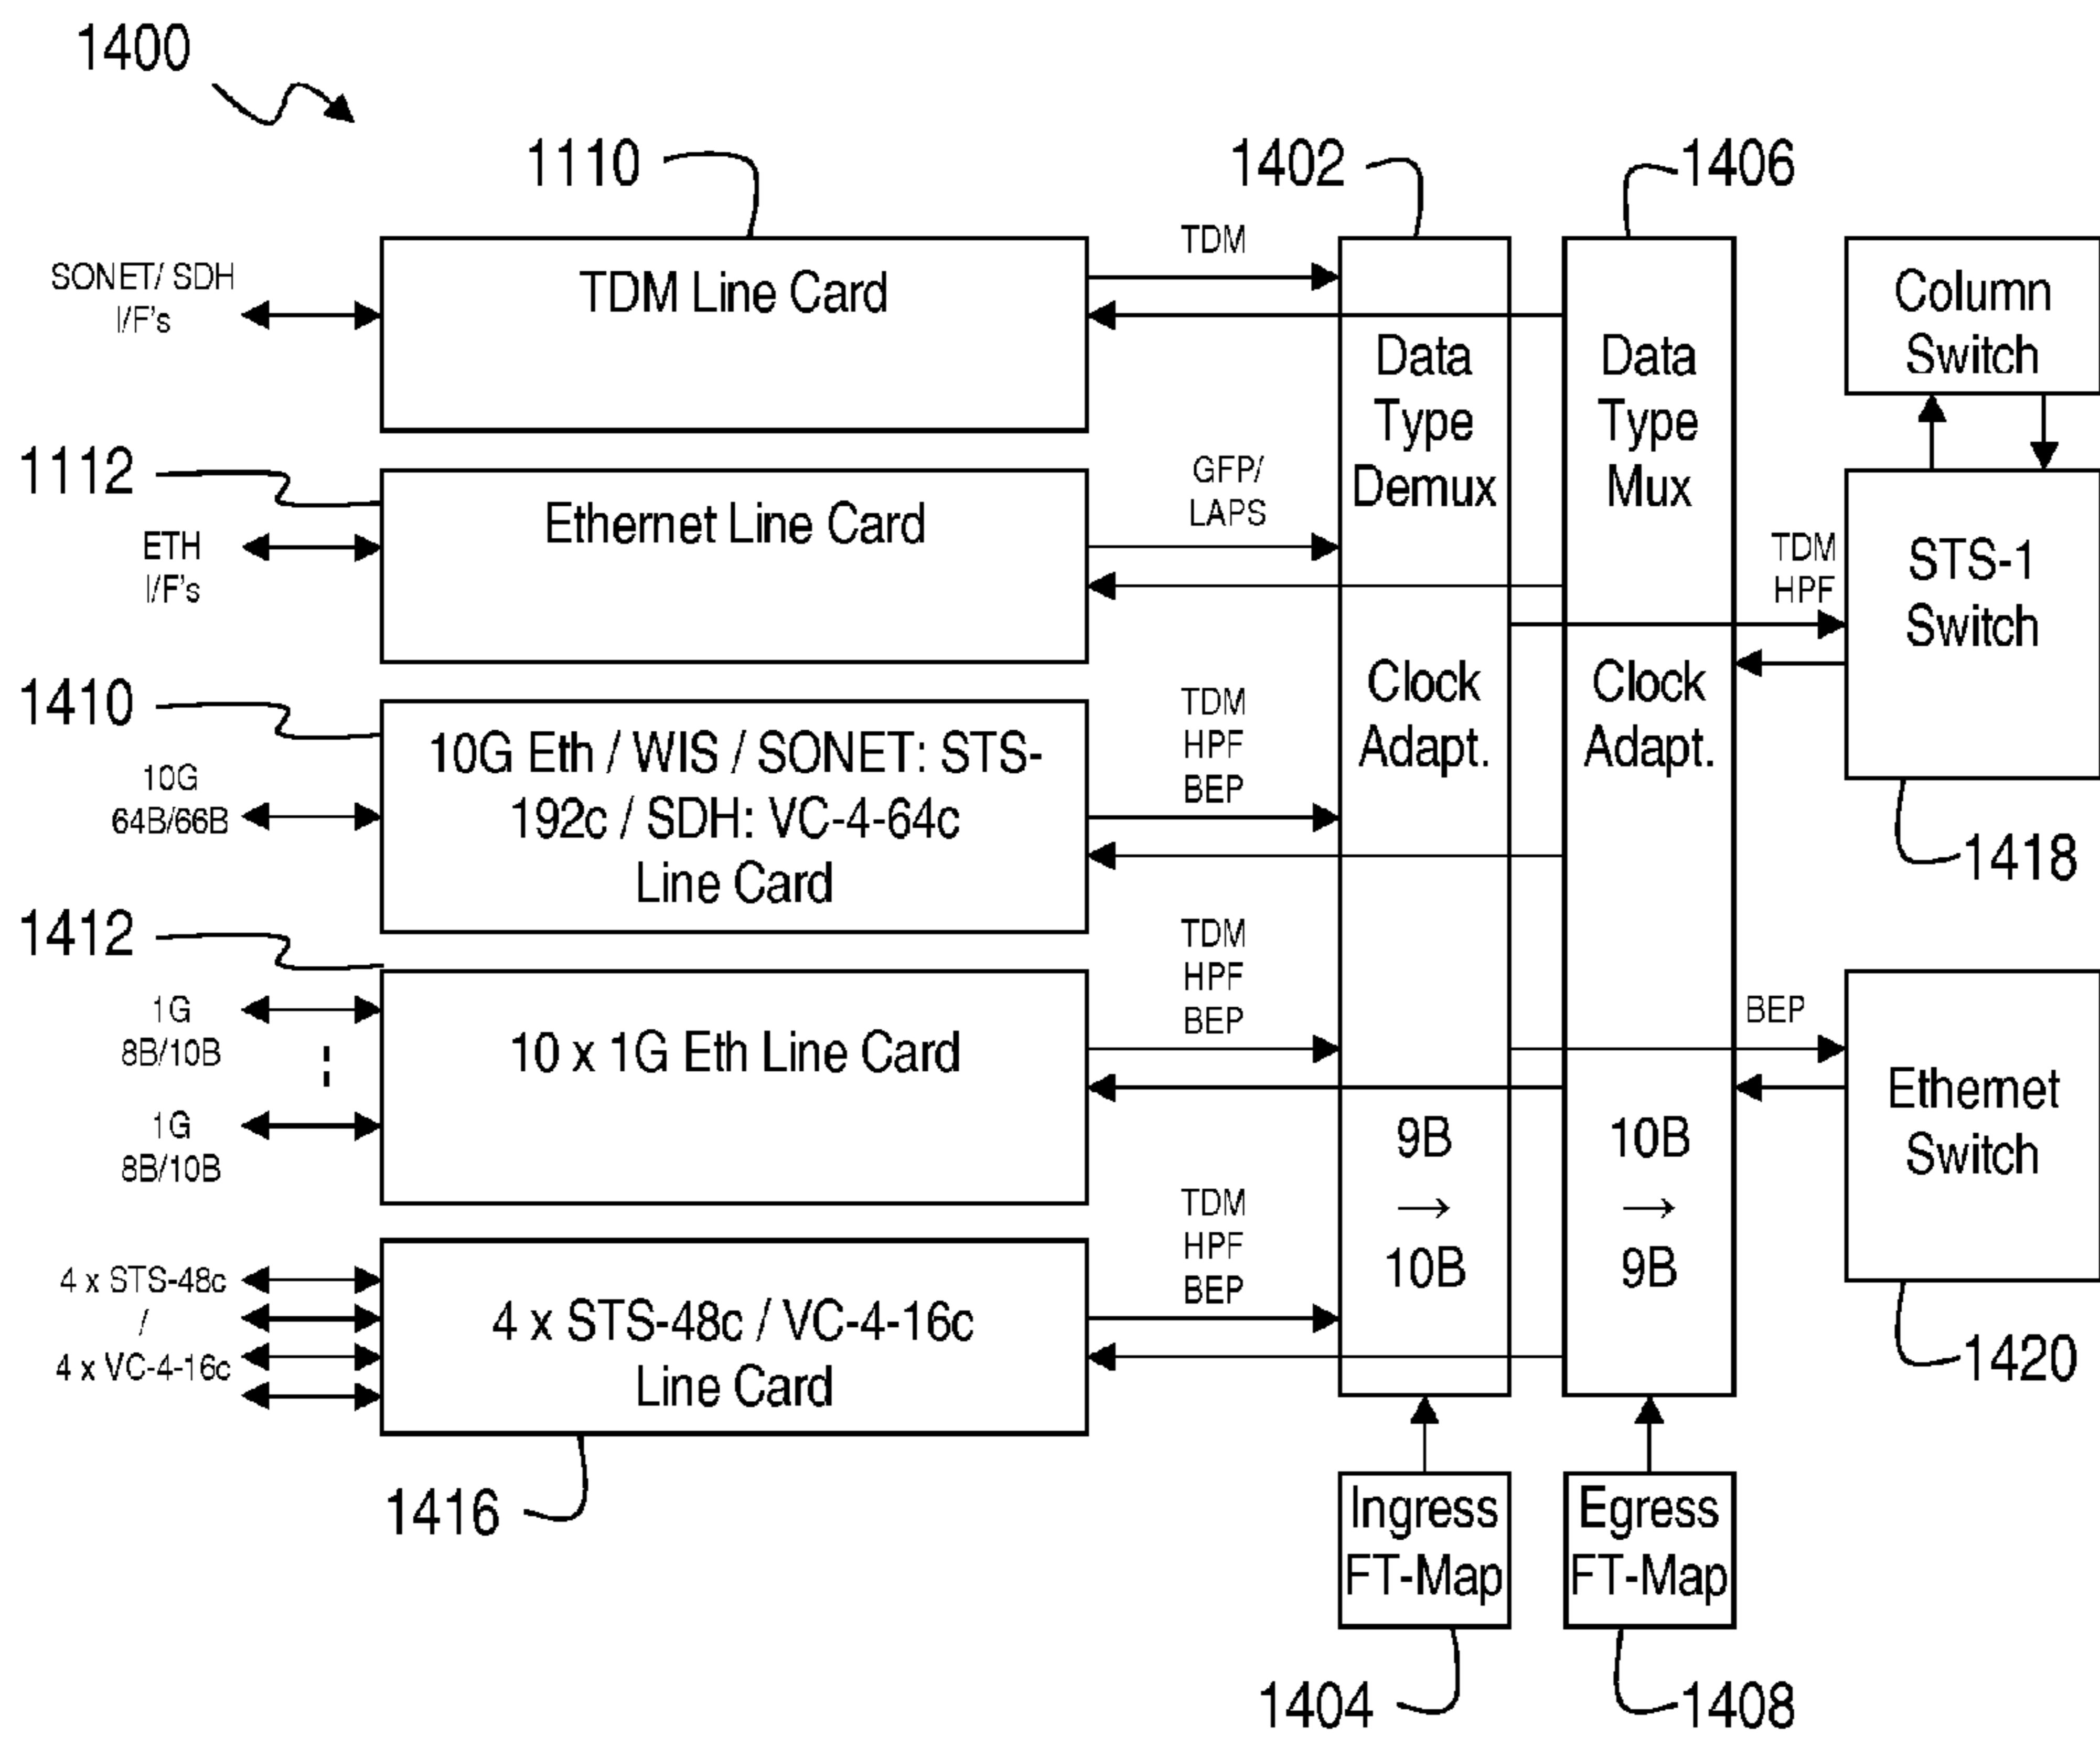 1400
1110
1402
1406
SONET/ SDH
I/F's
TDM Line Card
TDM
Data
Type
Demux
Clock
Adapt.
9B
→
10B
Data
Type
Mux
Clock
Adapt.
10B
→
9B
Column
Switch
1112
ETH
I/F's
Ethernet Line Card
GFP/
LAPS
TDM
HPF
STS-1
Switch
1418
1410
10G
64B/66B
10G Eth / WIS / SONET: STS-
192c / SDH: VC-4-64c
Line Card
TDM
HPF
BEP
1412
1G
8B/10B
1G
8B/10B
10 x 1G Eth Line Card
TDM
HPF
BEP
BEP
Ethernet
Switch
1420
4 x STS-48c
/
4 x VC-4-16c
4 x STS-48c / VC-4-16c
Line Card
TDM
HPF
BEP
1416
Ingress
FT-Map
Egress
FT-Map
1404
1408